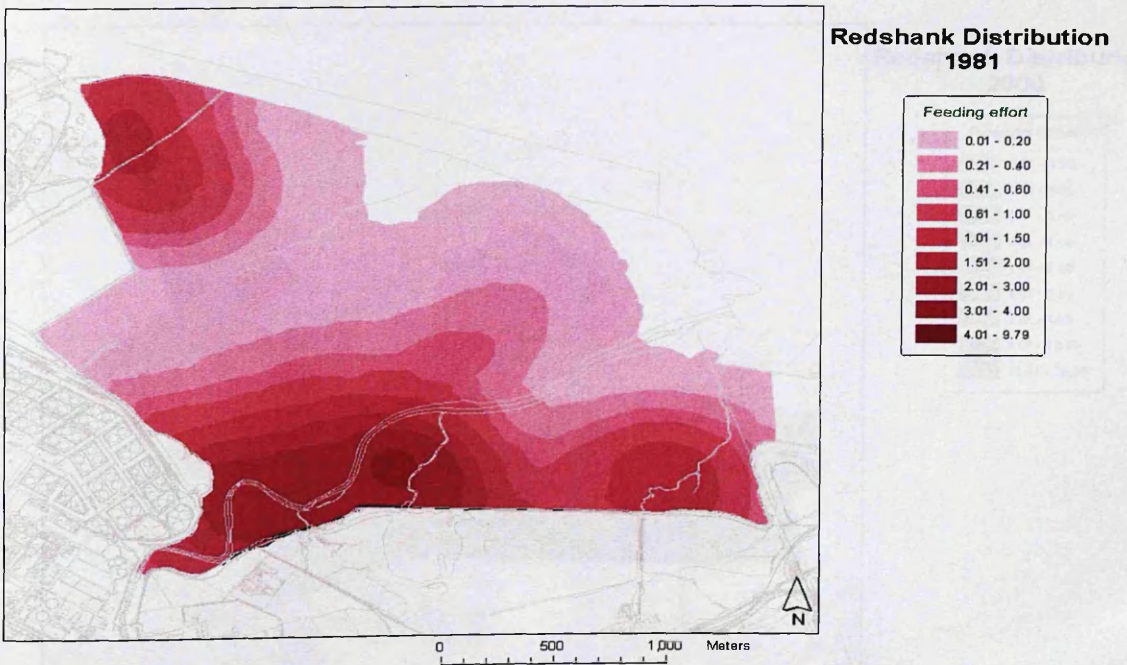 Redshank Distribution
1981
Feeding effort
0.01 - 0.20
0.21 - 0.40
0.41 - 0.60
0.61 - 1.00
1.01 - 1.50
1.51 - 2.00
2.01 - 3.00
3.01 - 4.00
4.01 - 9.79
N
0 500 1,000 Meters